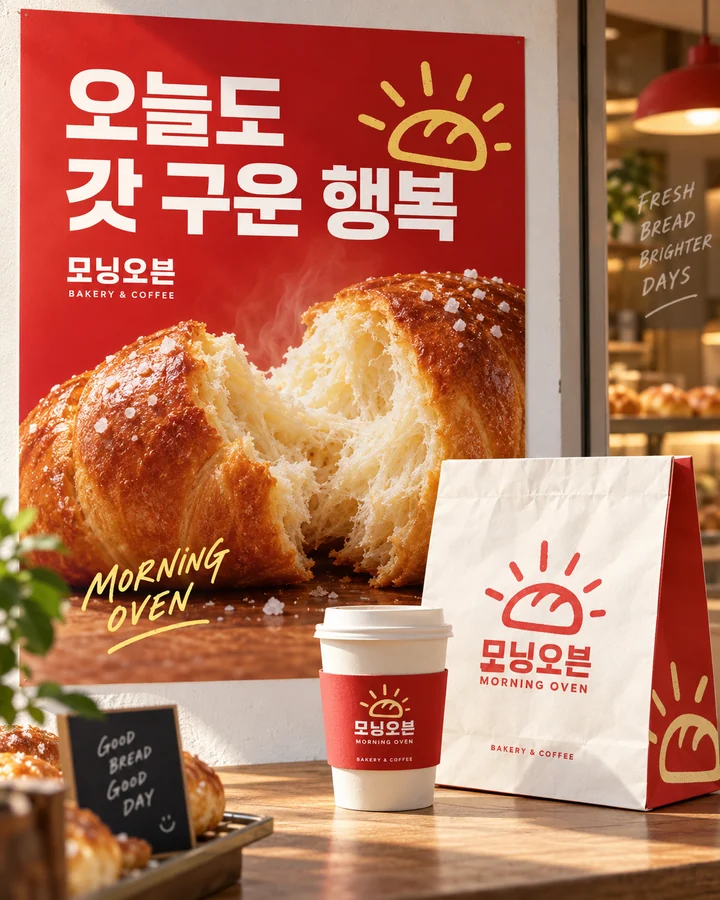 오늘도
갓 구운 행복
모닝오븐
BAKERY & COFFEE
MORNING
OVEN
FRESH
BREAD
BRIGHTER
DAYS
모닝오븐
MORNING OVEN
BAKERY & COFFEE
모닝오븐
MORNING OVEN
BAKERY & COFFEE
GOOD
BREAD
GOOD
DAY